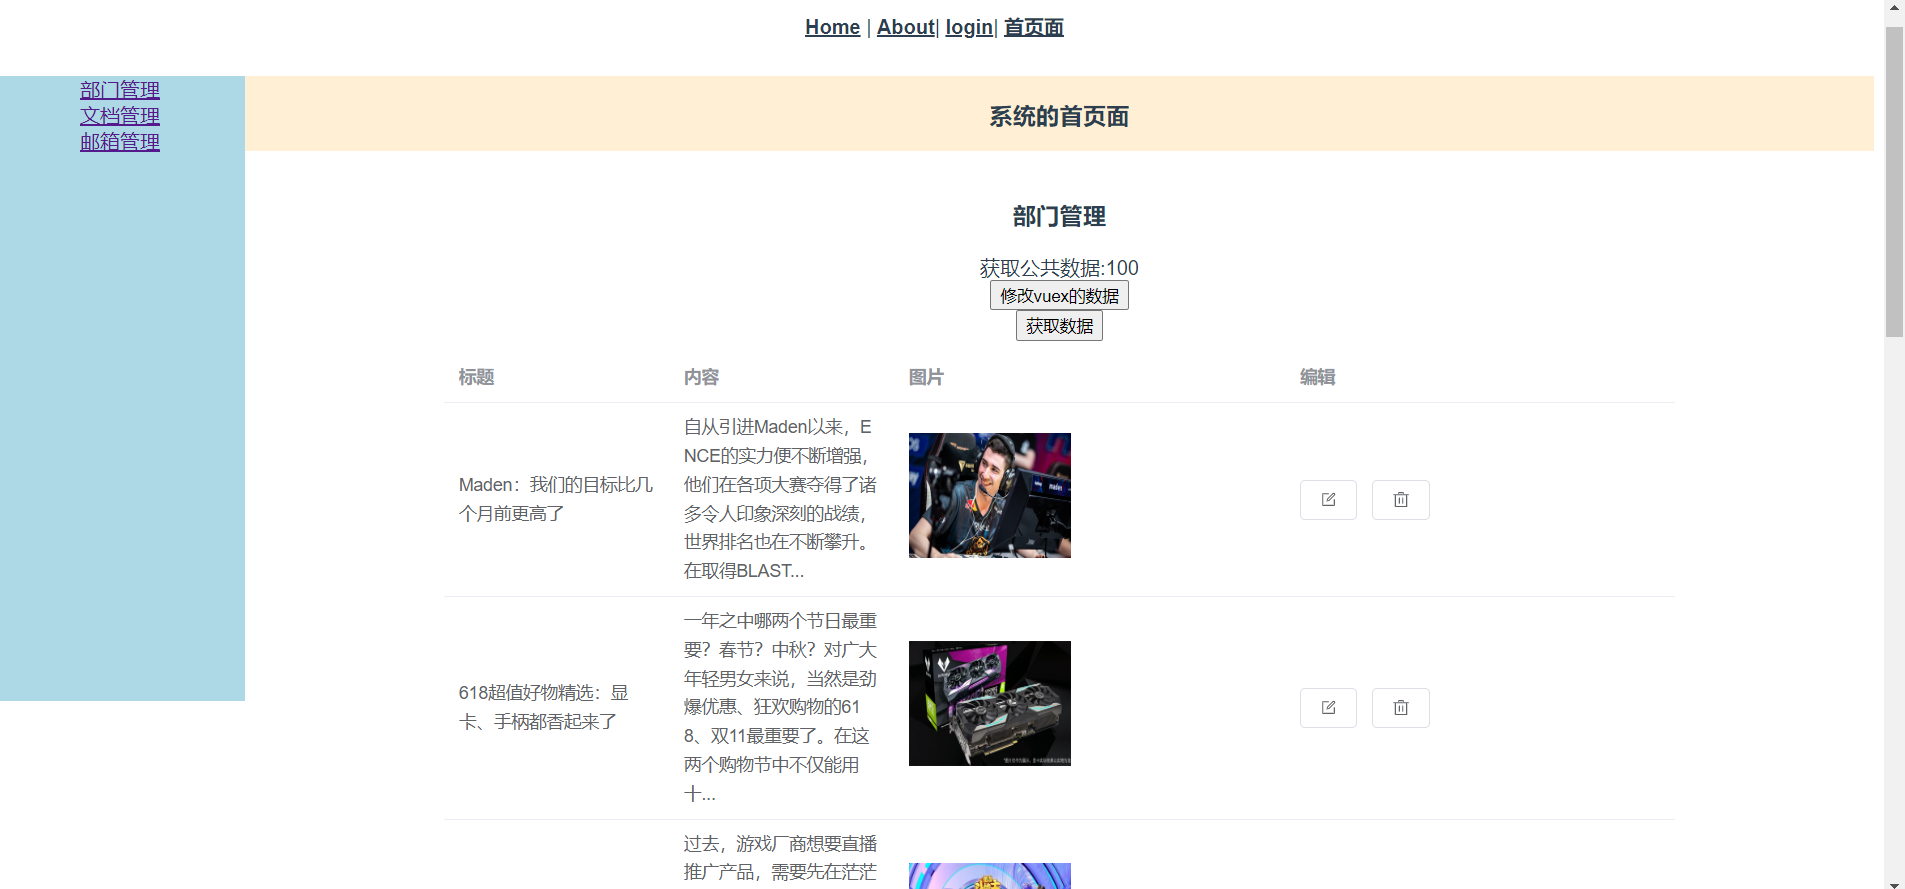 Home | About| login| 首页面
部门管理
文档管理
邮箱管理
系统的首页面
部门管理
获取公共数据:100
修改vuex的数据
获取数据
标题 内容 图片 编辑
Maden：我们的目标比几
个月前更高了
自从引进Maden以来，E
NCE的实力便不断增强，
他们在各项大赛夺得了诸
多令人印象深刻的战绩，
世界排名也在不断攀升。
在取得BLAST...
618超值好物精选：显
卡、手柄都香起来了
一年之中哪两个节日最重
要？春节？中秋？对广大
年轻男女来说，当然是劲
爆优惠、狂欢购物的61
8、双11最重要了。在这
两个购物节中不仅能用
十...
过去，游戏厂商想要直播
推广产品，需要先在茫茫